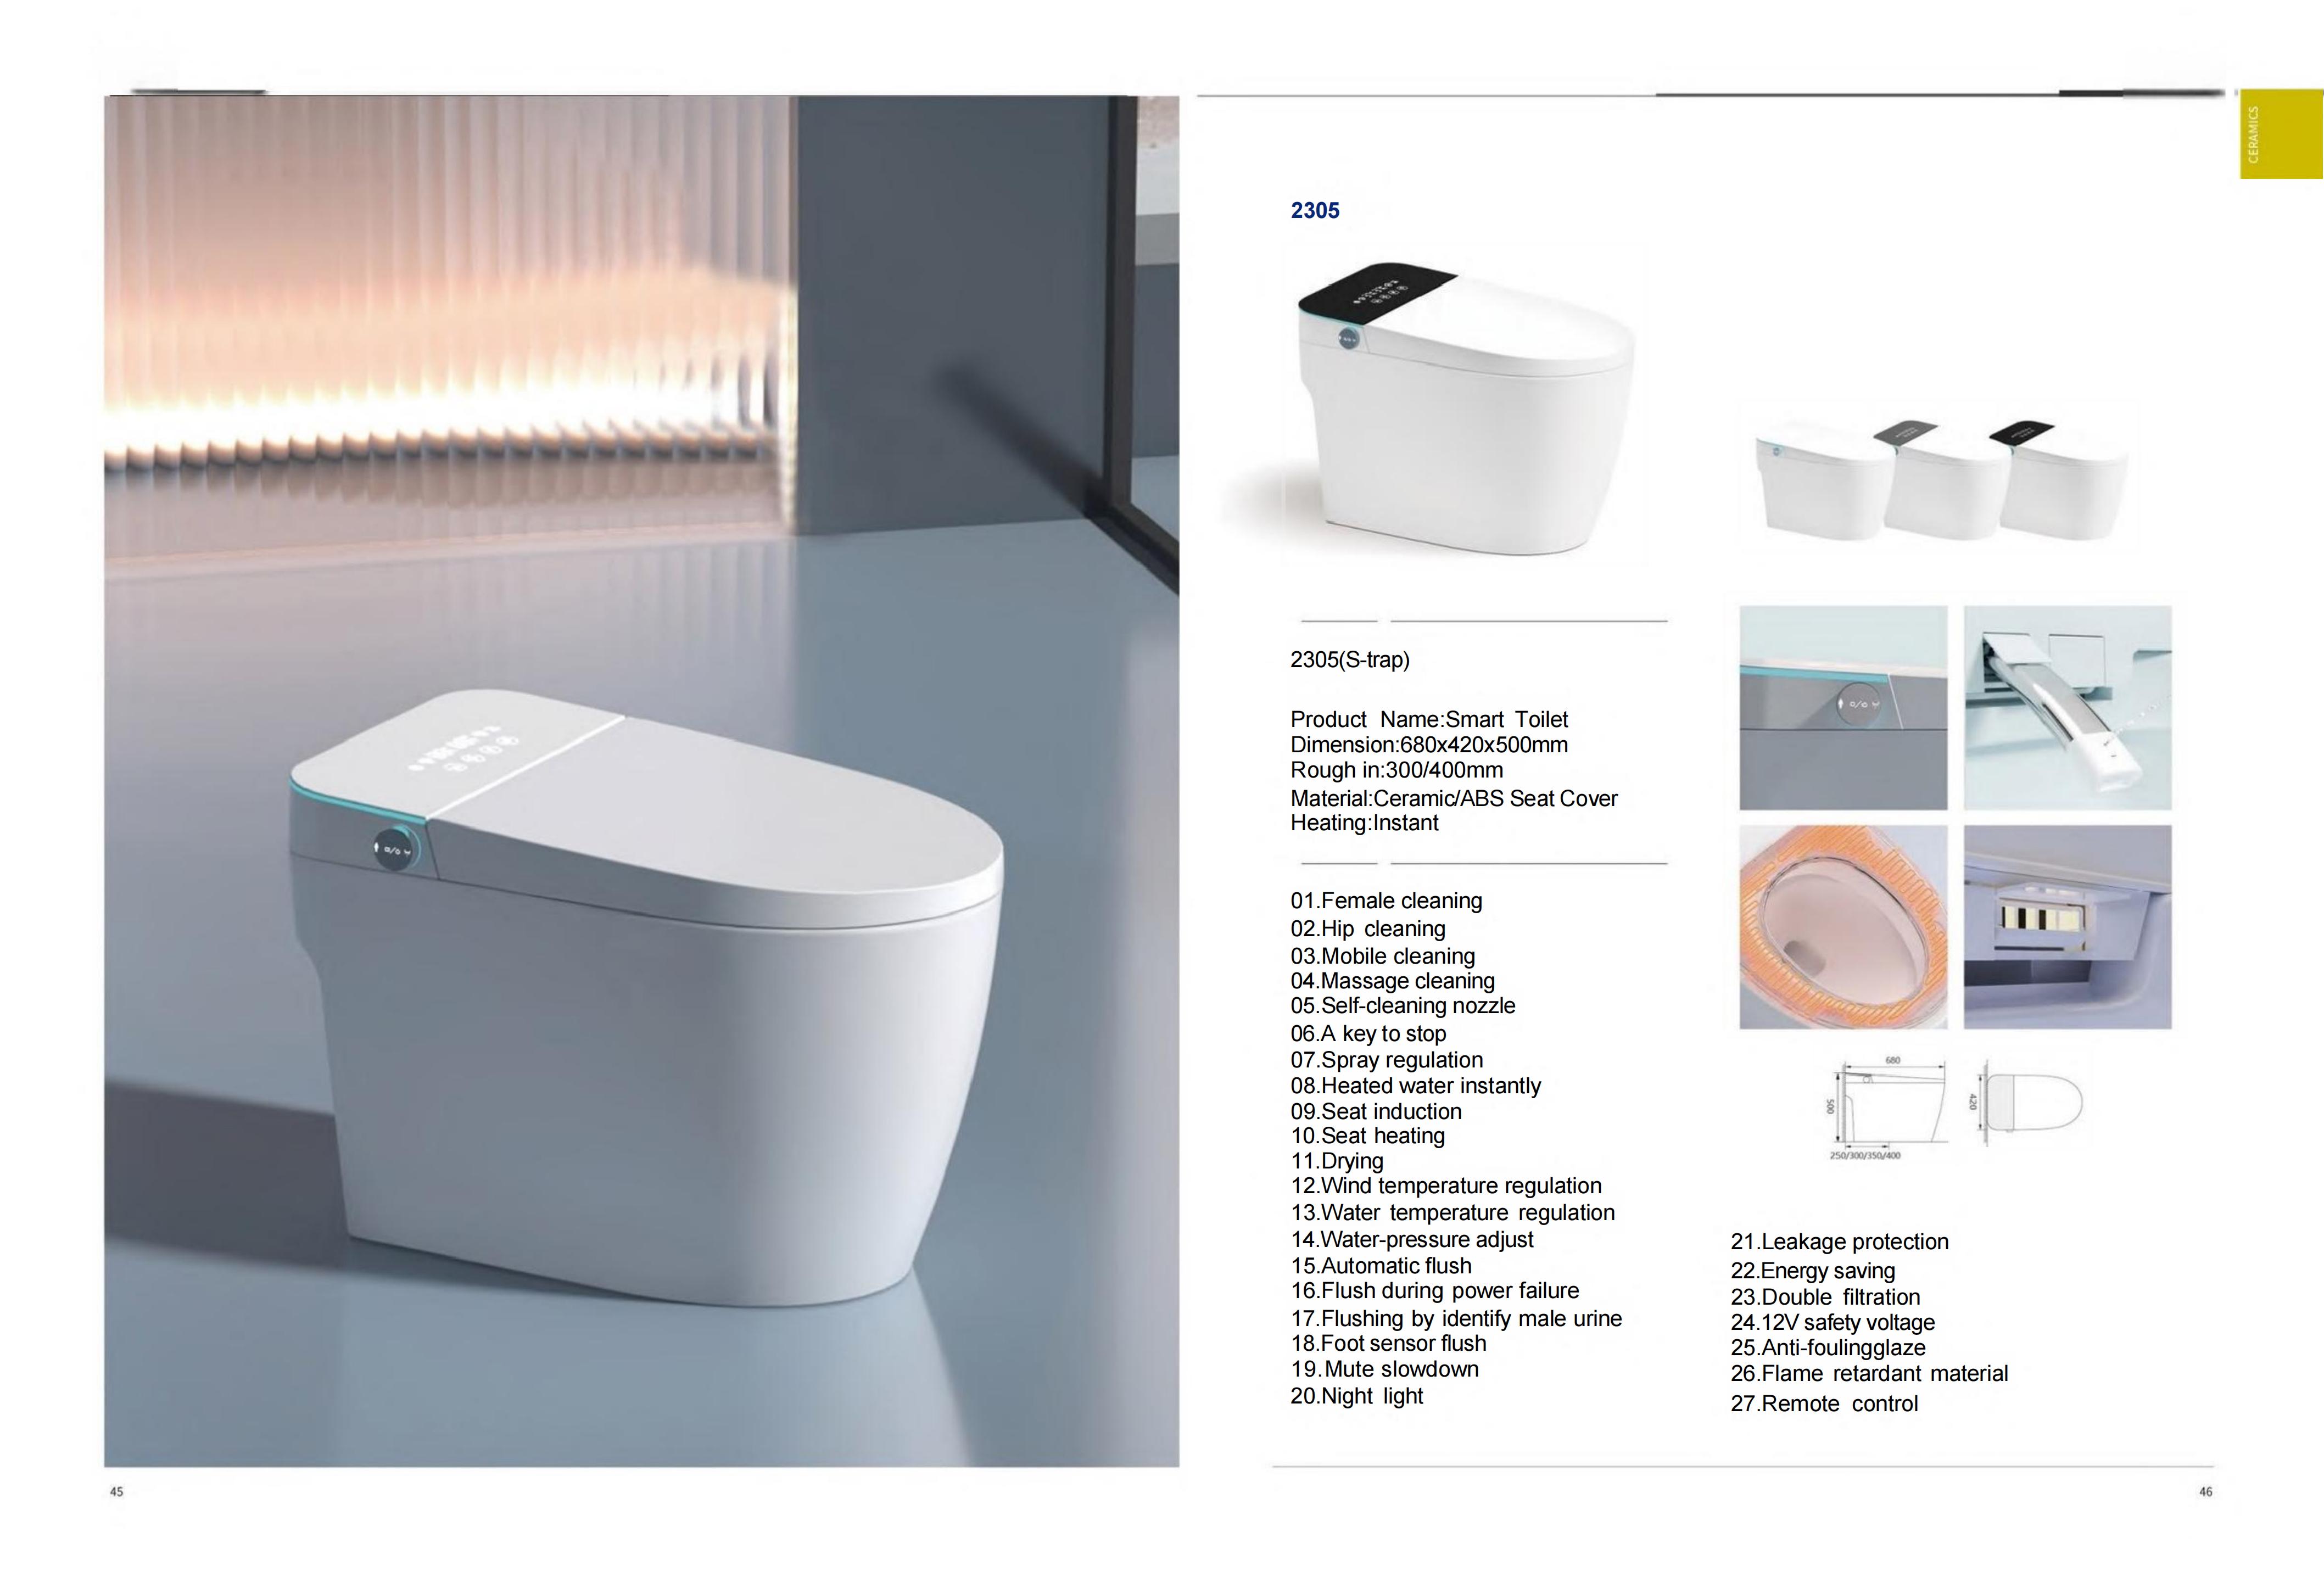 CERAMICS
2305
2305(S-trap)
Product Name:Smart Toilet
Dimension:680x420x500mm
Rough in:300/400mm
Material:Ceramic/ABS Seat Cover
Heating:Instant
01.Female cleaning
02.Hip cleaning
03.Mobile cleaning
04.Massage cleaning
05.Self-cleaning nozzle
06.A key to stop
07.Spray regulation
08.Heated water instantly
09.Seat induction
10.Seat heating
11.Drying
12.Wind temperature regulation
13.Water temperature regulation
14.Water-pressure adjust
15.Automatic flush
16.Flush during power failure
17.Flushing by identify male urine
18.Foot sensor flush
19.Mute slowdown
20.Night light
680
500
420
250/300/350/400
21.Leakage protection
22.Energy saving
23.Double filtration
24.12V safety voltage
25.Anti-foulingglaze
26.Flame retardant material
27.Remote control
45
46